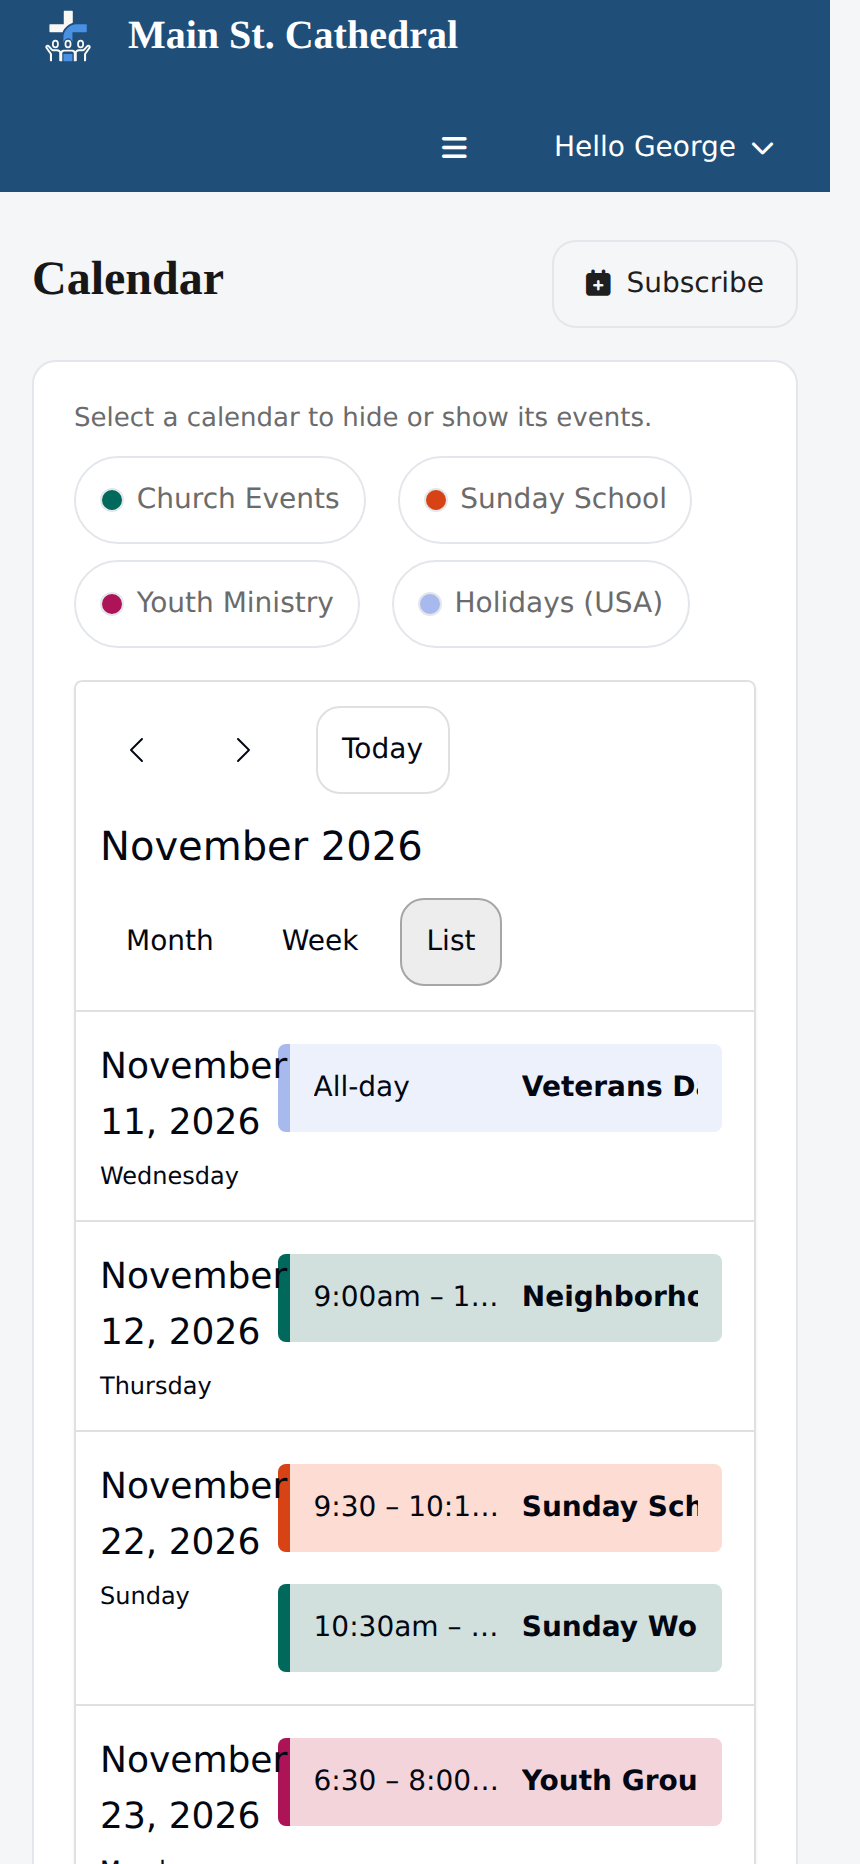 Main St. Cathedral
Hello George
Calendar
Subscribe
Select a calendar to hide or show its events.
Church Events
Sunday School
Youth Ministry
Holidays (USA)
Today
November 2026
Month Week List
November 11, 2026
Wednesday
All-day Veterans
November 12, 2026
Thursday
9:00am – 1...
November 22, 2026
Sunday
9:30 – 10:1... Sunday Sch
10:30am – ... Sunday Wo
November 23, 2026
6:30 – 8:00... Youth Grou